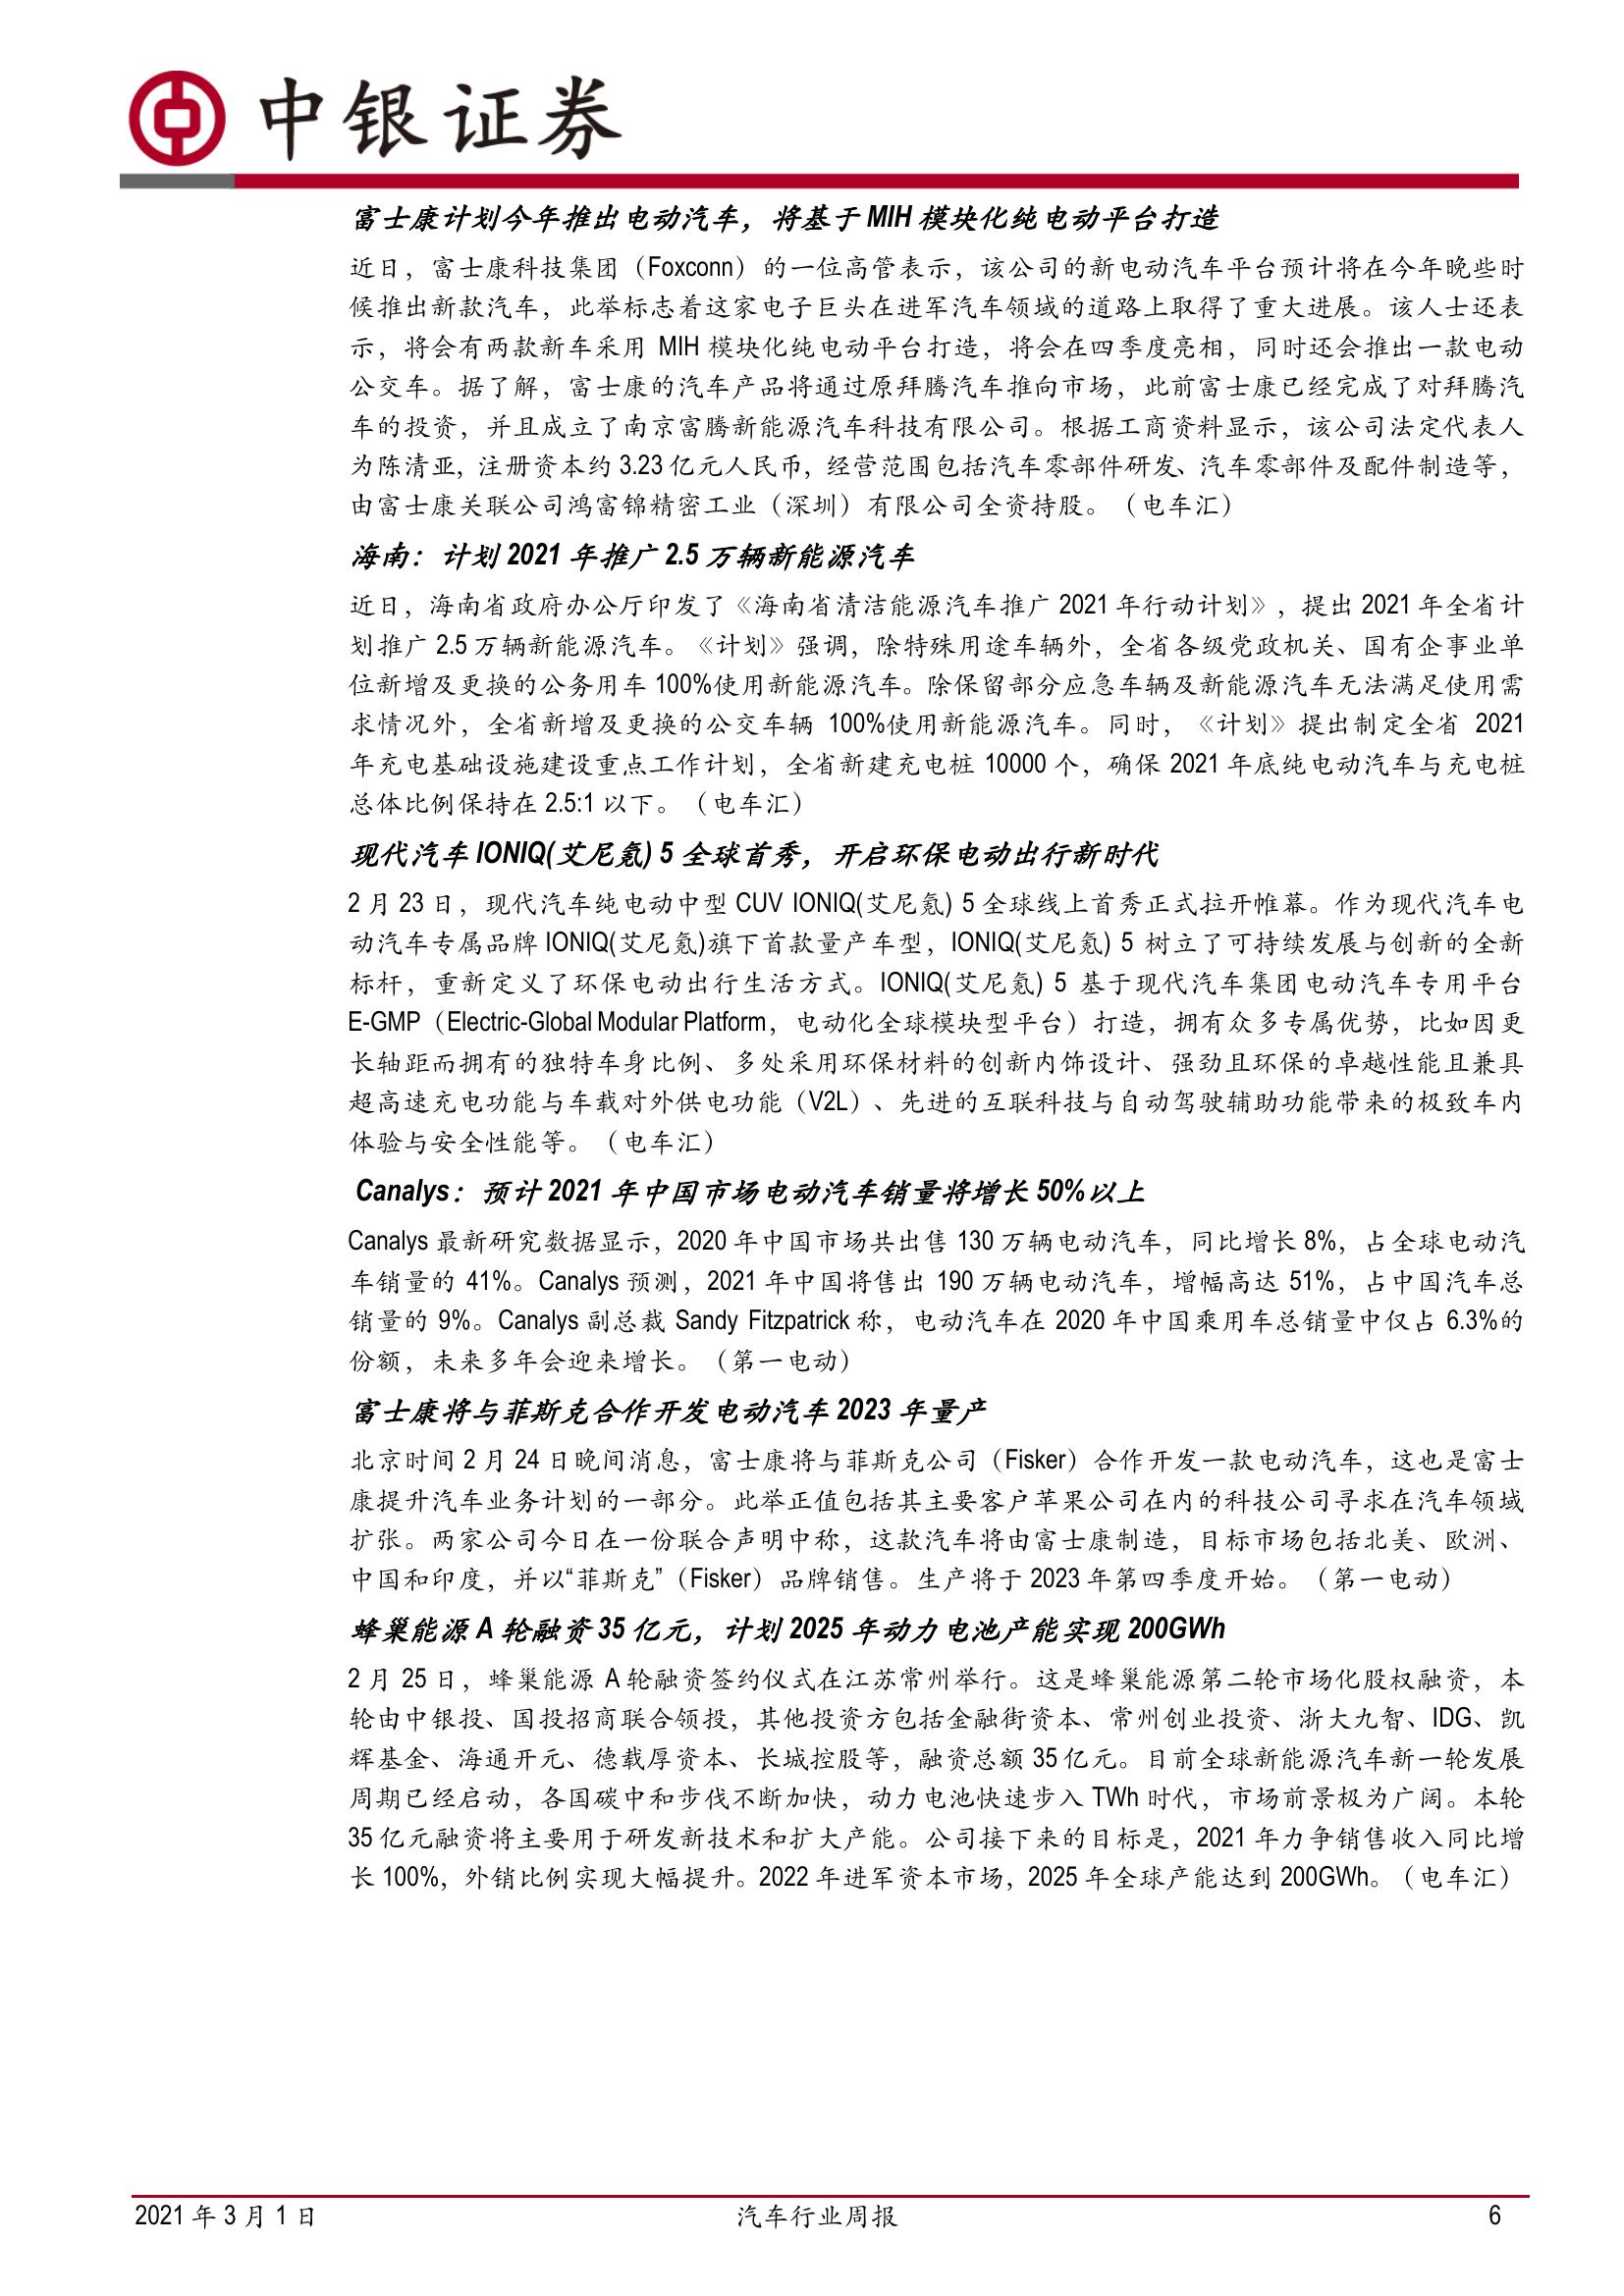 中银证券
富士康计划今年推出电动汽车，将基于 MIH 模块化纯电动平台打造
近日，富士康科技集团（Foxconn）的一位高管表示，该公司的新电动汽车平台预计将在今年晚些时
候推出新款汽车，此举标志着这家电子巨头在进军汽车领域的道路上取得了重大进展。该人士还表
示，将会有两款新车采用 MIH 模块化纯电动平台打造，将会在四季度亮相，同时还会推出一款电动
公交车。据了解，富士康的汽车产品将通过原拜腾汽车推向市场，此前富士康已经完成了对拜腾汽
车的投资，并且成立了南京富腾新能源汽车科技有限公司。根据工商资料显示，该公司法定代表人
为陈清亚，注册资本约 3.23 亿元人民币，经营范围包括汽车零部件研发、汽车零部件及配件制造等，
由富士康关联公司鸿富锦精密工业（深圳）有限公司全资持股。（电车汇）
海南：计划 2021 年推广 2.5 万辆新能源汽车
近日，海南省政府办公厅印发了《海南省清洁能源汽车推广 2021 年行动计划》，提出 2021 年全省计
划推广 2.5 万辆新能源汽车。《计划》强调，除特殊用途车辆外，全省各级党政机关、国有企事业单
位新增及更换的公务用车 100%使用新能源汽车。除保留部分应急车辆及新能源汽车无法满足使用需
求情况外，全省新增及更换的公交车辆 100%使用新能源汽车。同时，《计划》提出制定全省 2021
年充电基础设施建设重点工作计划，全省新建充电桩 10000 个，确保 2021 年底纯电动汽车与充电桩
总体比例保持在 2.5:1 以下。（电车汇）
现代汽车 IONIQ(艾尼氪) 5 全球首秀，开启环保电动出行新时代
2 月 23 日，现代汽车纯电动中型 CUV IONIQ(艾尼氪) 5 全球线上首秀正式拉开帷幕。作为现代汽车电
动汽车专属品牌 IONIQ(艾尼氪)旗下首款量产车型，IONIQ(艾尼氪) 5 树立了可持续发展与创新的全新
标杆，重新定义了环保电动出行生活方式。IONIQ(艾尼氪) 5 基于现代汽车集团电动汽车专用平台
E-GMP（Electric-Global Modular Platform，电动化全球模块型平台）打造，拥有众多专属优势，比如因更
长轴距而拥有的独特车身比例、多处采用环保材料的创新内饰设计、强劲且环保的卓越性能且兼具
超高速充电功能与车载对外供电功能（V2L）、先进的互联科技与自动驾驶辅助功能带来的极致车内
体验与安全性能等。（电车汇）
Canalys：预计 2021 年中国市场电动汽车销量将增长 50%以上
Canalys 最新研究数据显示，2020 年中国市场共出售 130 万辆电动汽车，同比增长 8%，占全球电动汽
车销量的 41%。Canalys 预测，2021 年中国将售出 190 万辆电动汽车，增幅高达 51%，占中国汽车总
销量的 9%。Canalys 副总裁 Sandy Fitzpatrick 称，电动汽车在 2020 年中国乘用车总销量中仅占 6.3%的
份额，未来多年会迎来增长。（第一电动）
富士康将与菲斯克合作开发电动汽车 2023 年量产
北京时间 2 月 24 日晚间消息，富士康将与菲斯克公司（Fisker）合作开发一款电动汽车，这也是富士
康提升汽车业务计划的一部分。此举正值包括其主要客户苹果公司在内的科技公司寻求在汽车领域
扩张。两家公司今日在一份联合声明中称，这款汽车将由富士康制造，目标市场包括北美、欧洲、
中国和印度，并以“菲斯克”（Fisker）品牌销售。生产将于 2023 年第四季度开始。（第一电动）
蜂巢能源 A 轮融资 35 亿元，计划 2025 年动力电池产能实现 200GWh
2 月 25 日，蜂巢能源 A 轮融资签约仪式在江苏常州举行。这是蜂巢能源第二轮市场化股权融资，本
轮由中银投、国投招商联合领投，其他投资方包括金融街资本、常州创业投资、浙大九智、IDG、凯
辉基金、海通开元、德载厚资本、长城控股等，融资总额 35 亿元。目前全球新能源汽车新一轮发展
周期已经启动，各国碳中和步伐不断加快，动力电池快速步入 TWh 时代，市场前景极为广阔。本轮
35 亿元融资将主要用于研发新技术和扩大产能。公司接下来的目标是，2021 年力争销售收入同比增
长 100%，外销比例实现大幅提升。2022 年进军资本市场，2025 年全球产能达到 200GWh。（电车汇）
2021 年 3 月 1 日
汽车行业周报
6